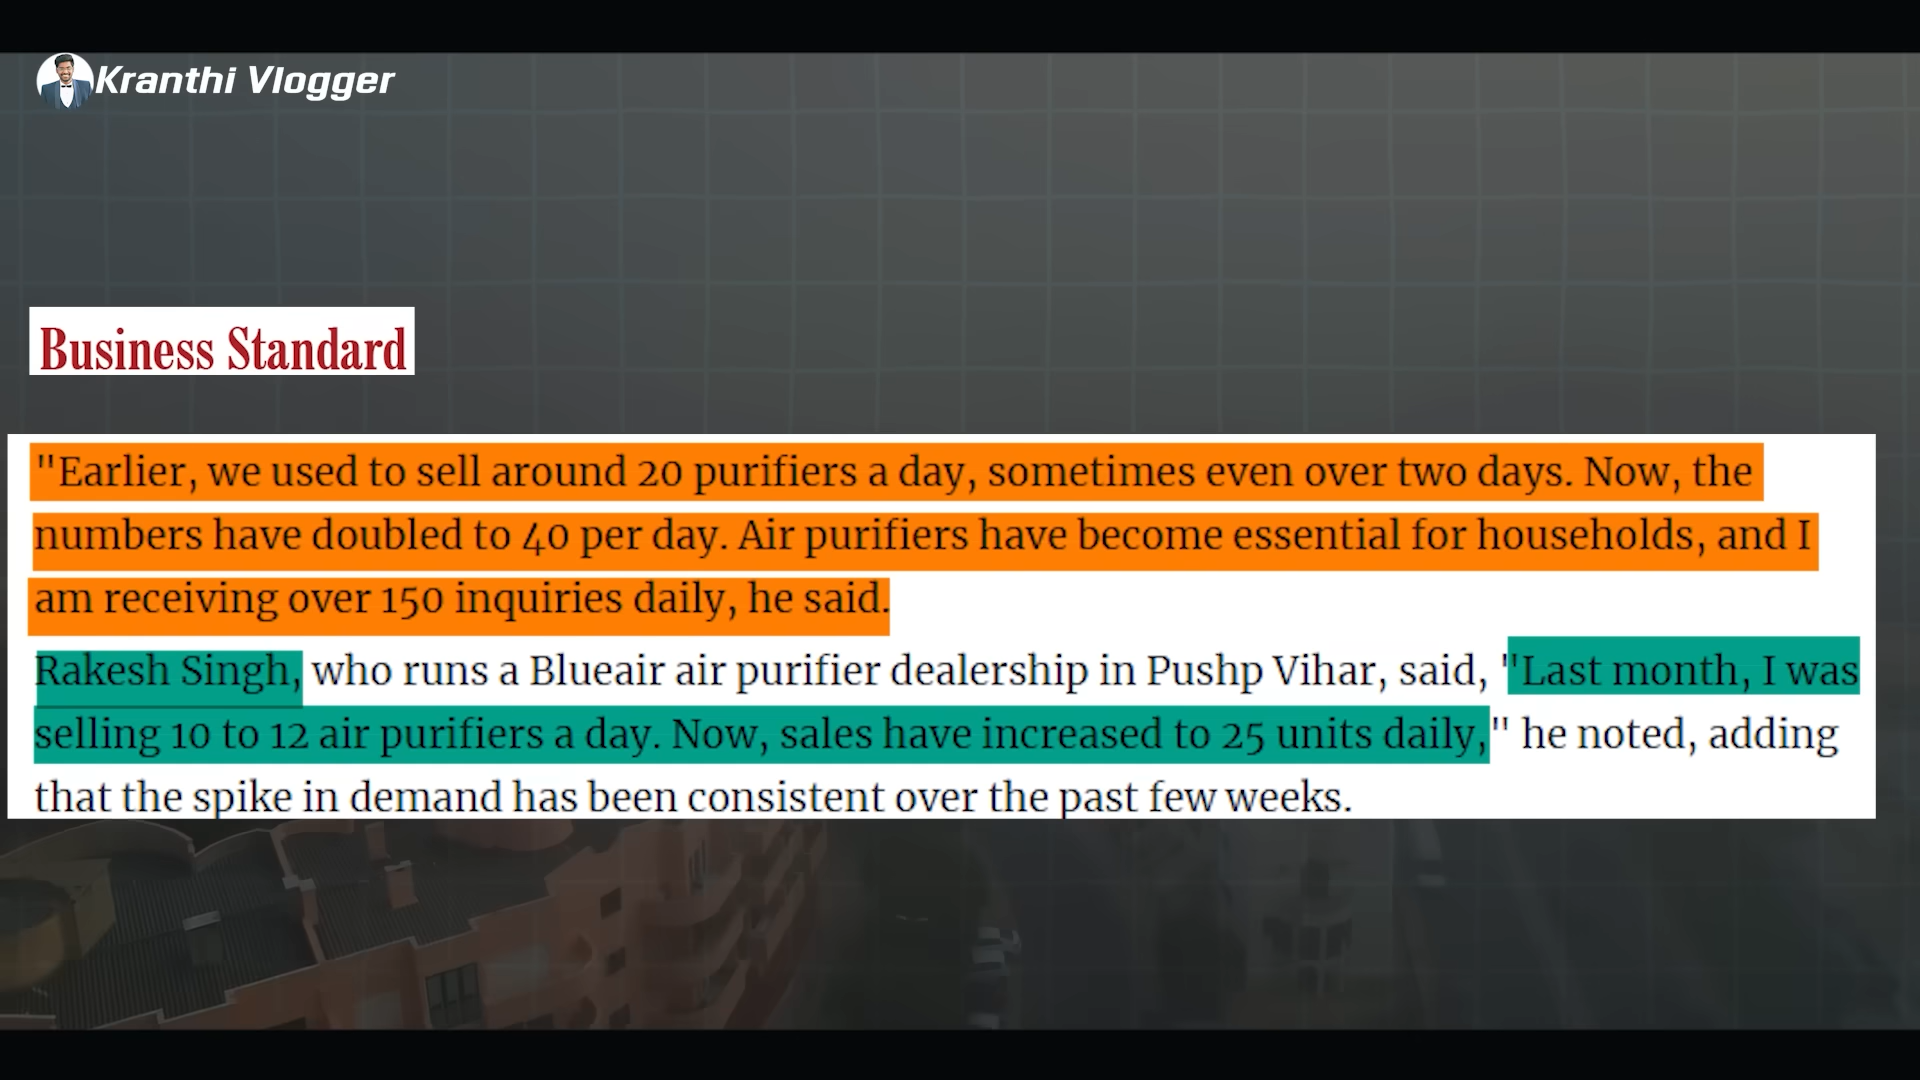 Kranthi Vlogger
Business Standard
"Earlier, we used to sell around 20 purifiers a day, sometimes even over two days. Now, the
numbers have doubled to 40 per day. Air purifiers have become essential for households, and I
am receiving over 150 inquiries daily, he said.
Rakesh Singh, who runs a Blueair air purifier dealership in Pushp Vihar, said, "Last month, I was
selling 10 to 12 air purifiers a day. Now, sales have increased to 25 units daily," he noted, adding
that the spike in demand has been consistent over the past few weeks.